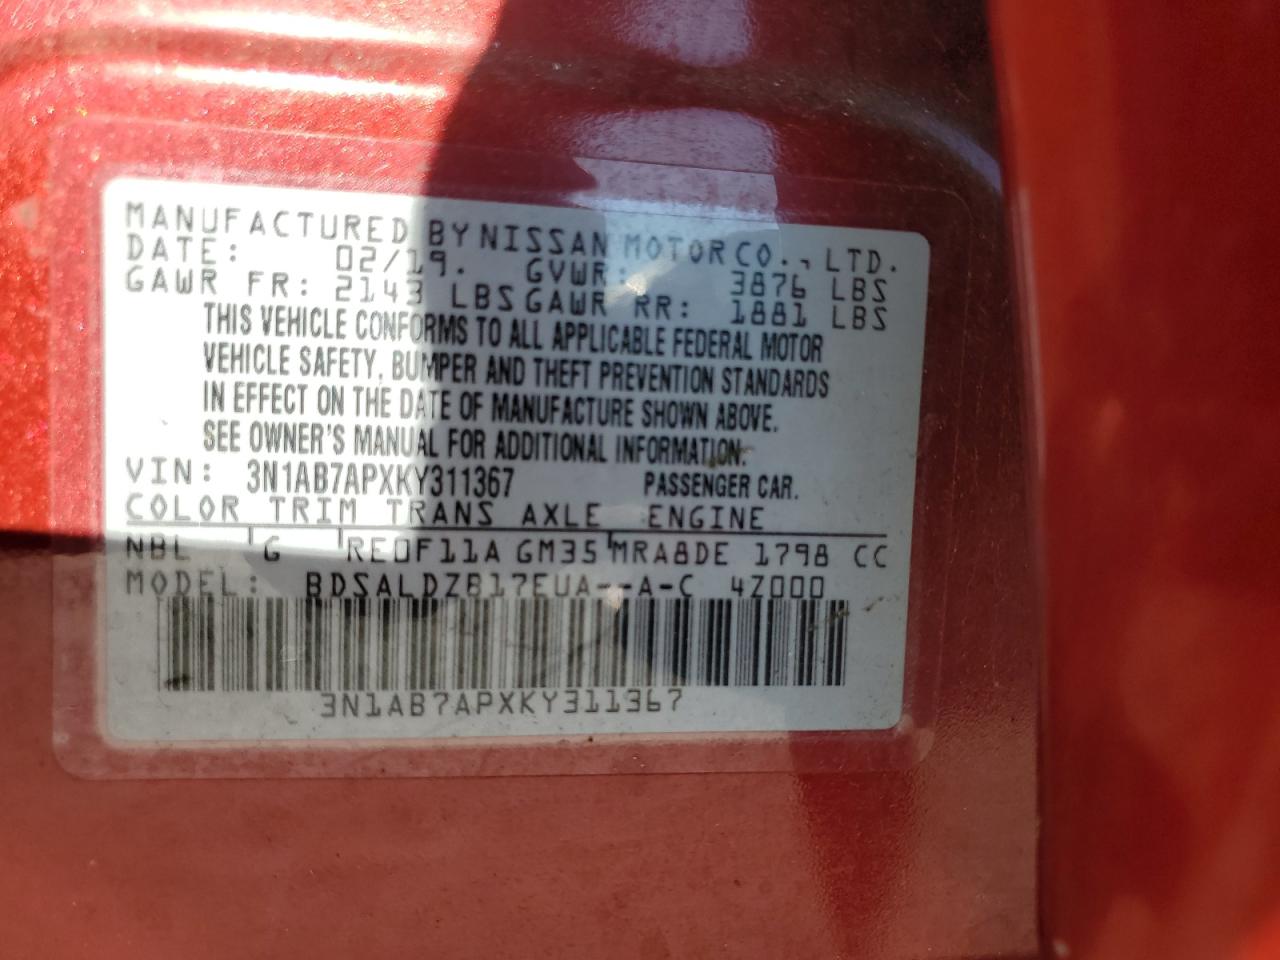 MANUFACTURED BY NISSAN MOTOR CO., LTD.
DATE: 02/19. GVWR: 3876 LBS
GAWR FR: 2143 LBS GAWR RR: 1881 LBS
THIS VEHICLE CONFORMS TO ALL APPLICABLE FEDERAL MOTOR
VEHICLE SAFETY, BUMPER AND THEFT PREVENTION STANDARDS
IN EFFECT ON THE DATE OF MANUFACTURE SHOWN ABOVE.
SEE OWNER'S MANUAL FOR ADDITIONAL INFORMATION.
VIN: 3N1AB7APXKY311367 PASSENGER CAR.
COLOR TRIM TRANS AXLE ENGINE
NBL G RE0F11A GM35 MRA8DE 1798 CC
MODEL: BDSALDZB17EUA--A-C 4Z000
3N1AB7APXKY311367